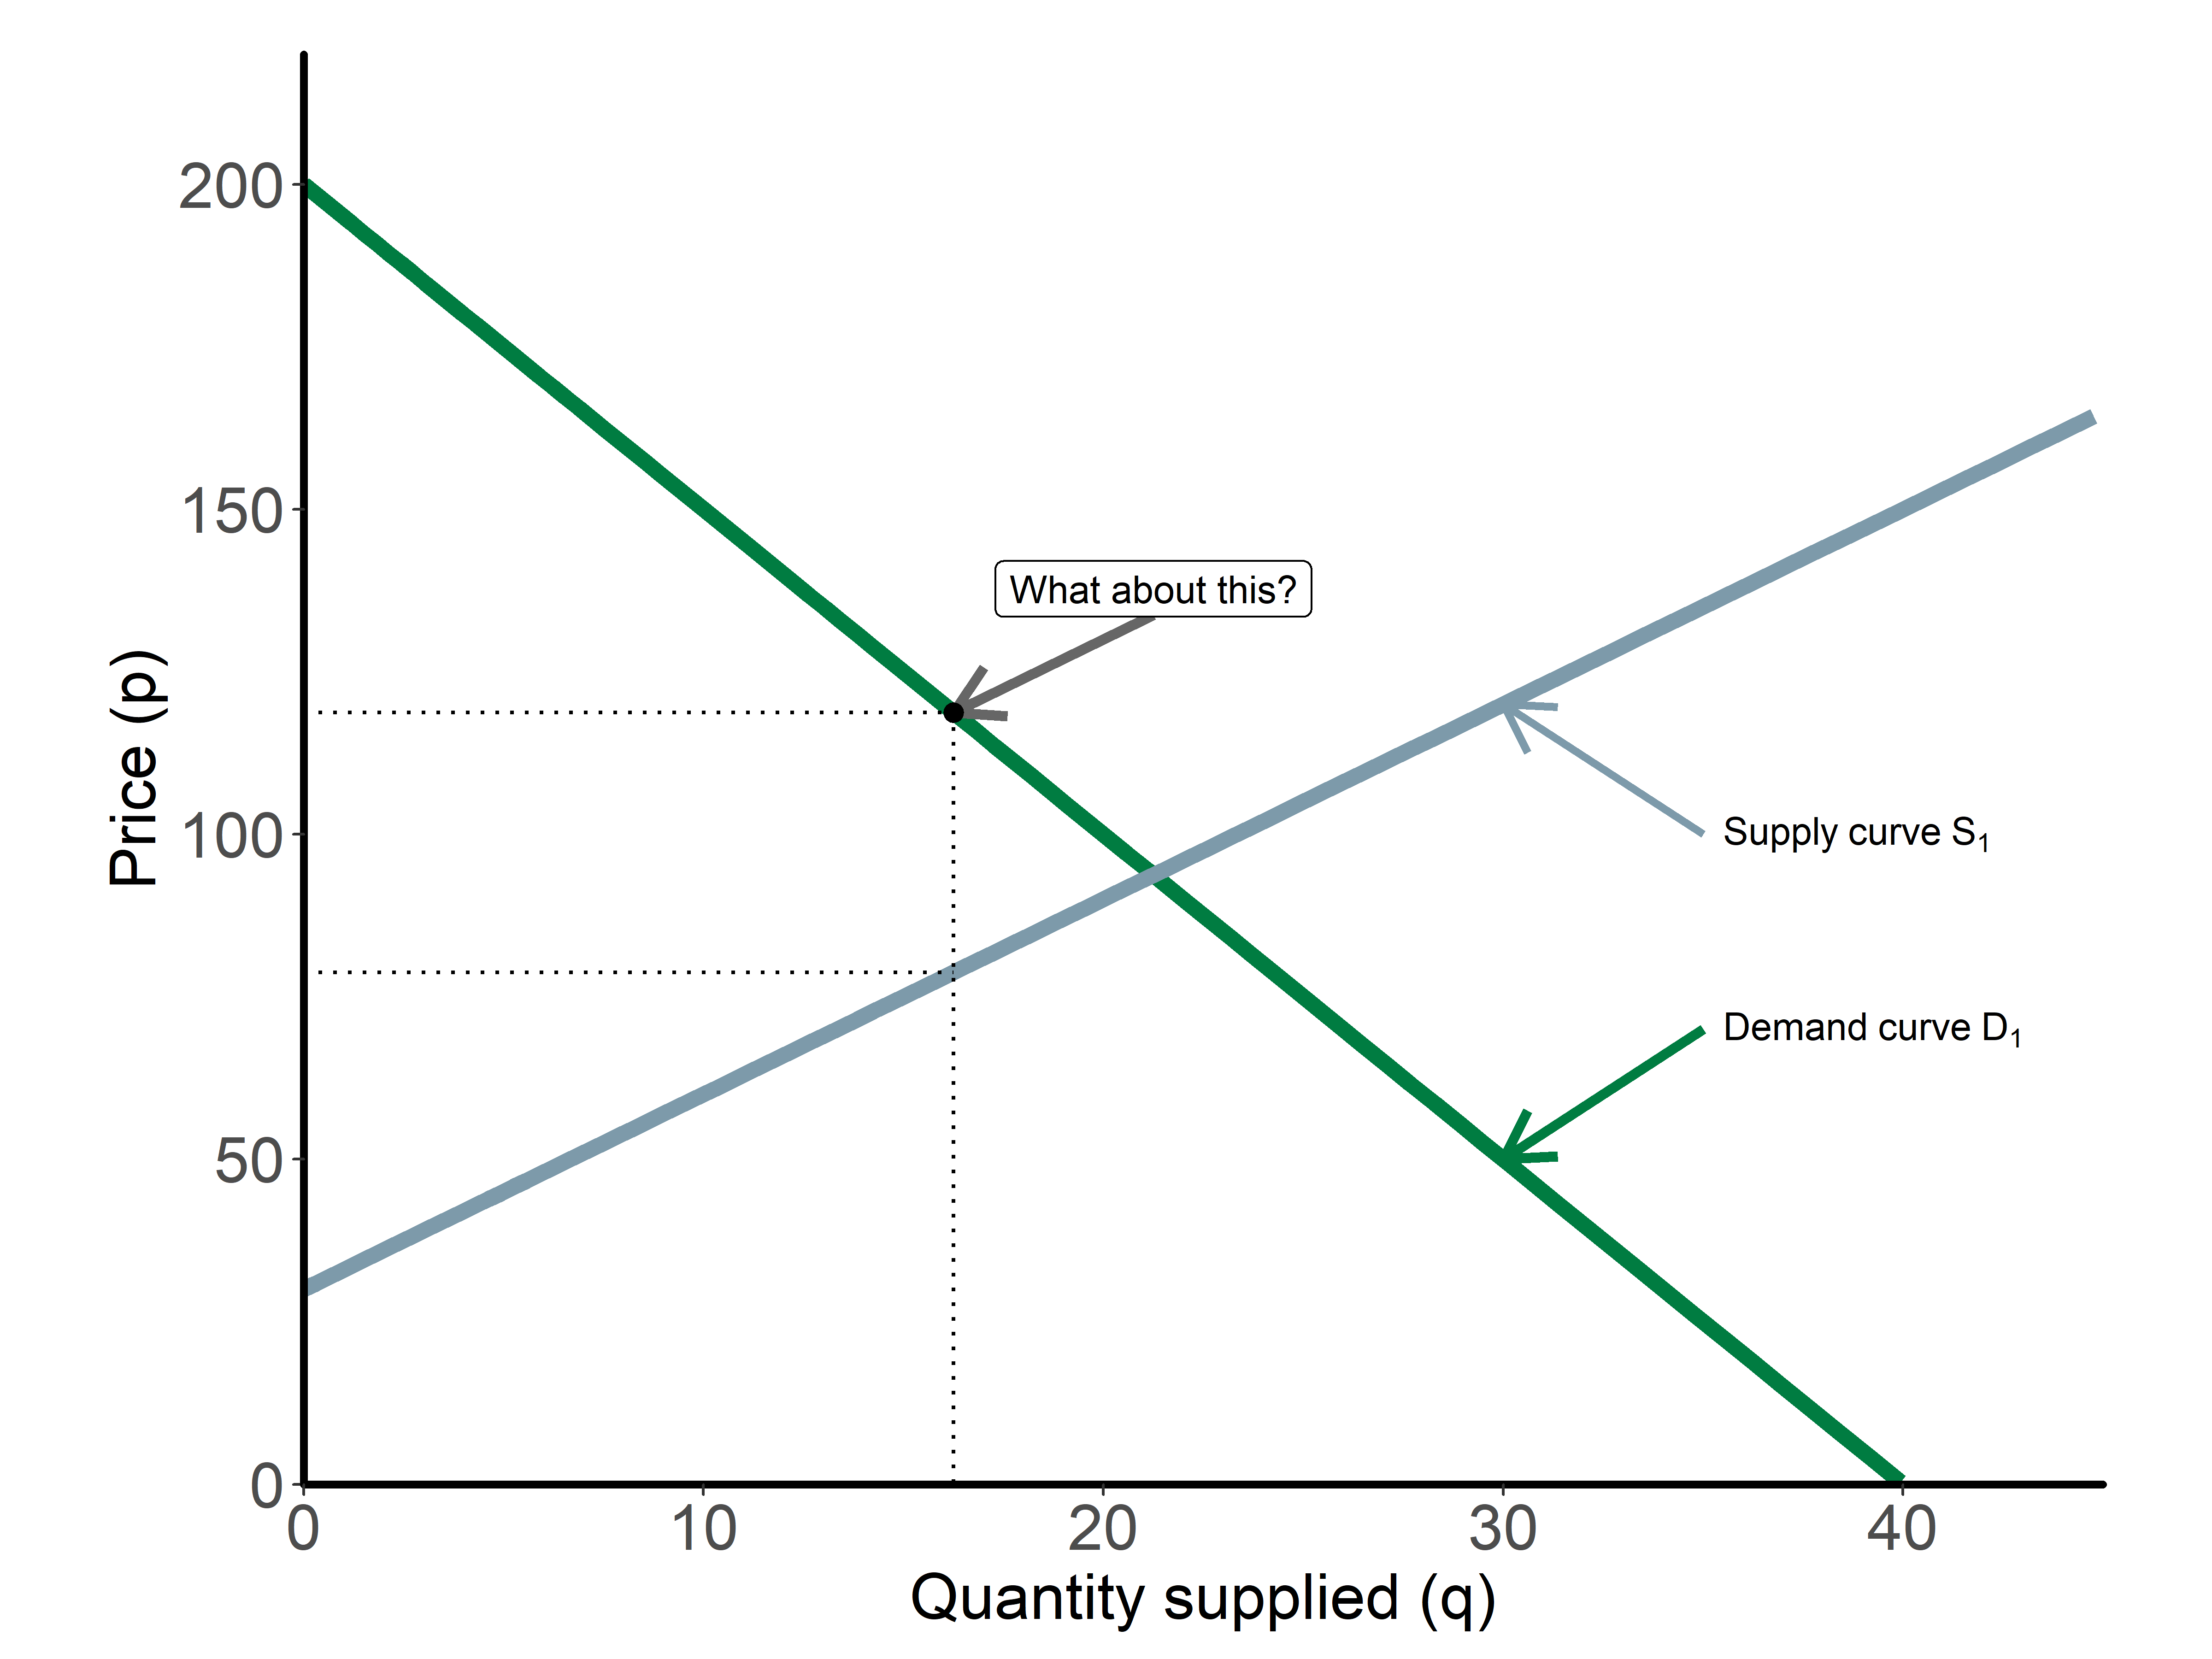 200
150
100
50
0
Price (p)
What about this?
Supply curve S₁
Demand curve D₁
0 10 20 30 40
Quantity supplied (q)